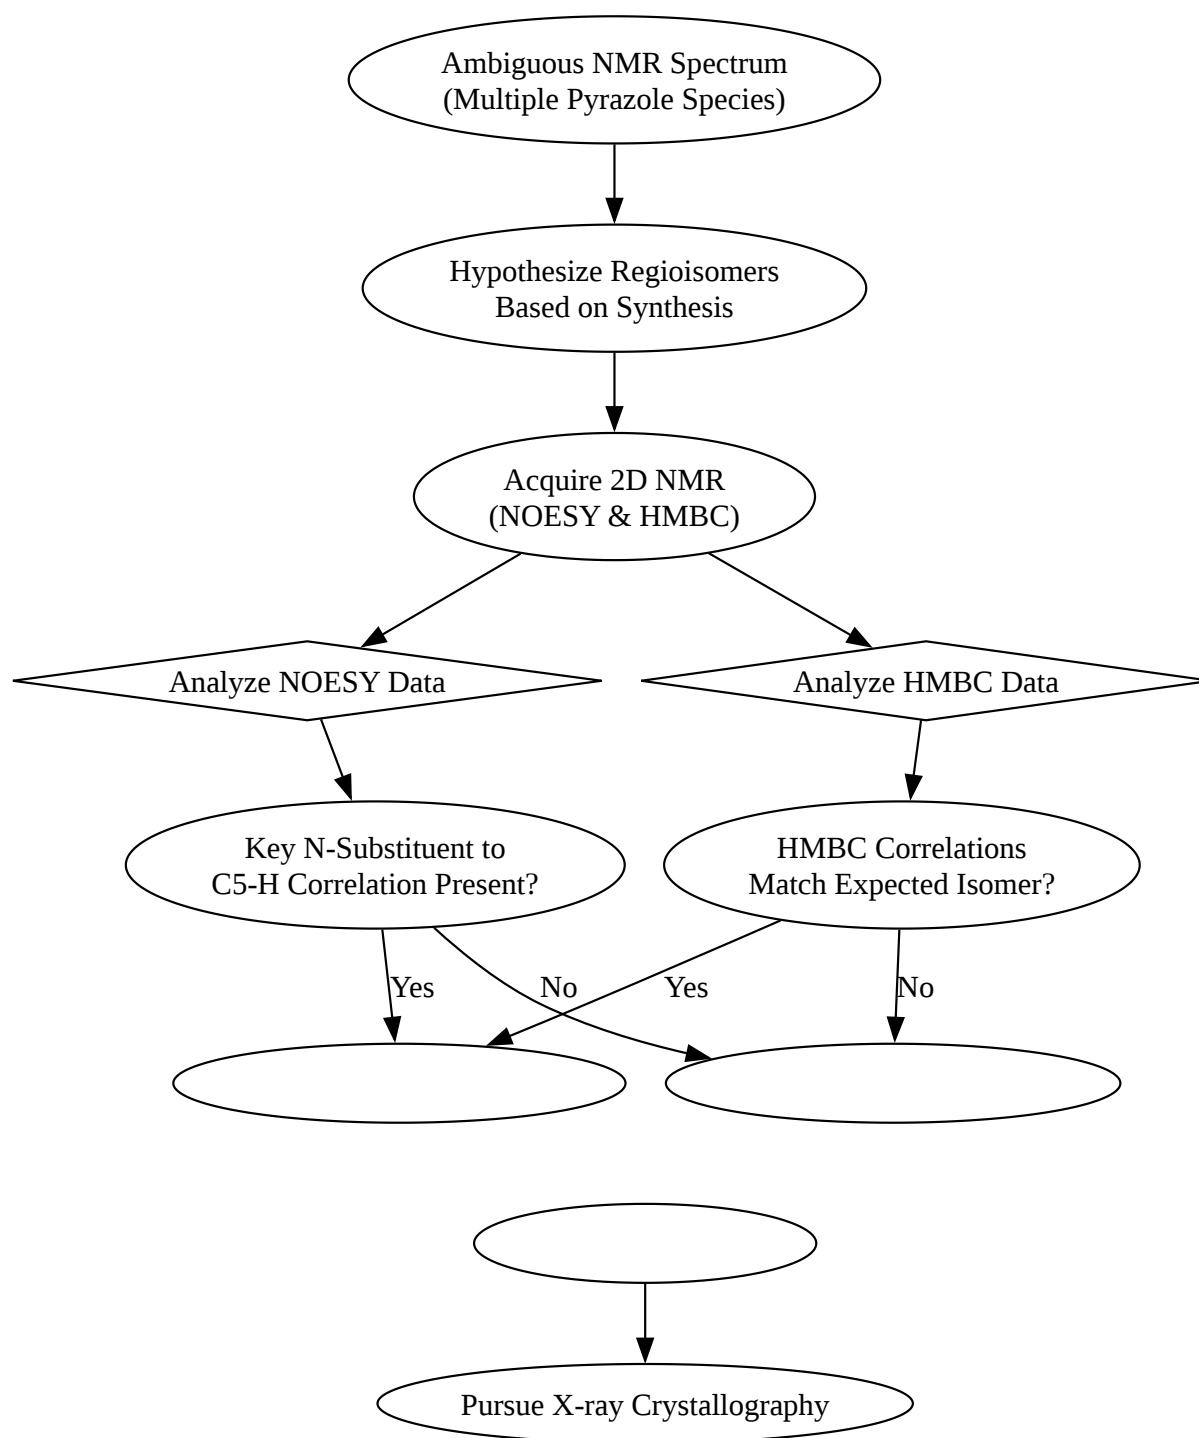 Ambiguous NMR Spectrum
(Multiple Pyrazole Species)
Hypothesize Regioisomers
Based on Synthesis
Acquire 2D NMR
(NOESY & HMBC)
Analyze NOESY Data
Analyze HMBC Data
Key N-Substituent to
C5-H Correlation Present?
HMBC Correlations
Match Expected Isomer?
Yes
No
Yes
No
Pursue X-ray Crystallography